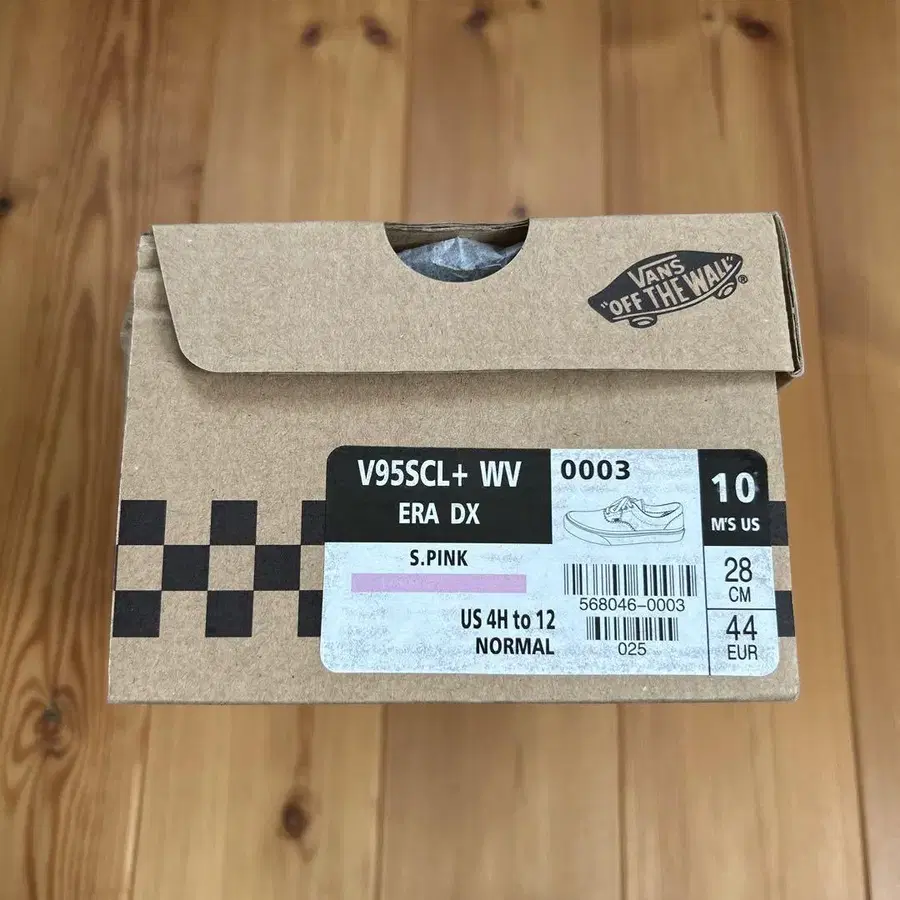 VANS
"OFF THE WALL"®
V95SCL+ WV
ERA DX
0003
10
M'S US
S.PINK
28
CM
568046-0003
US 4H to 12
NORMAL
025
44
EUR